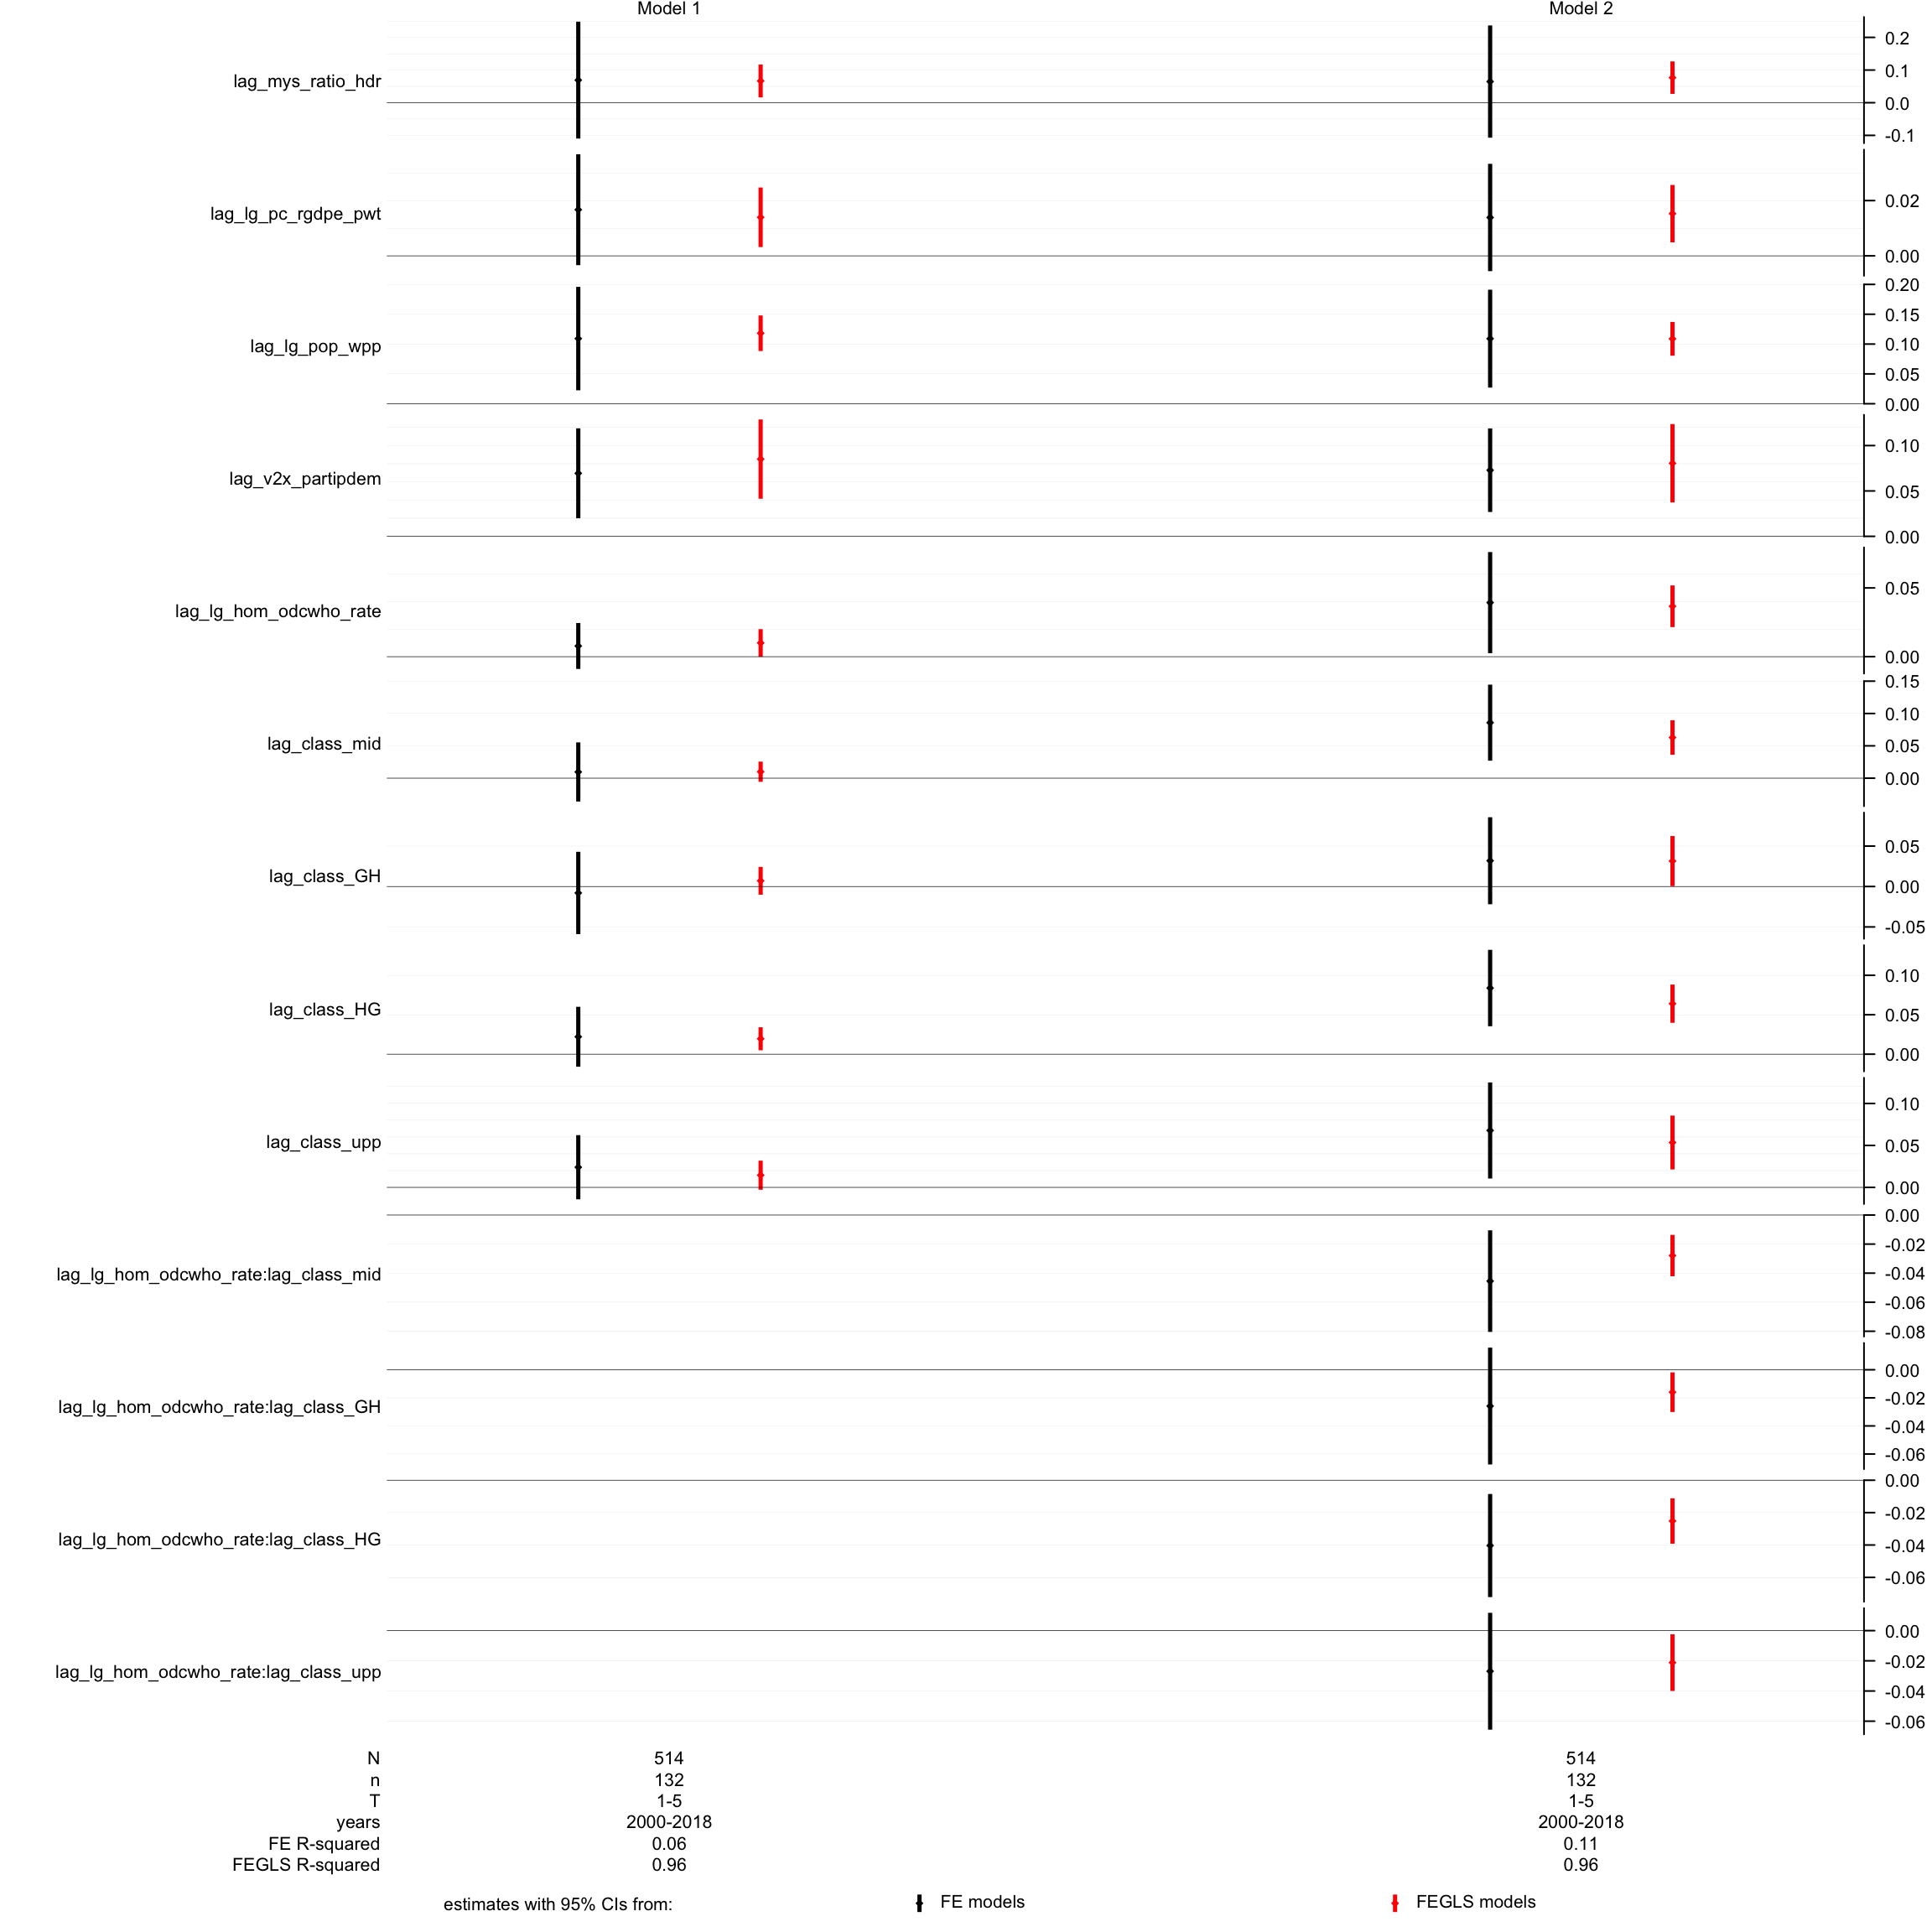 Model 1 Model 2
0.2
0.1
lag_mys_ratio_hdr
0.0
-0.1
0.02
lag_lg_pc_rgdpe_pwt
0.00
0.20
0.15
lag_lg_pop_wpp
0.10
0.05
0.00
0.10
lag_v2x_partipdem
0.05
0.00
0.05
lag_lg_hom_odcwho_rate
0.00
0.15
0.10
lag_class_mid
0.05
0.00
0.05
lag_class_GH
0.00
-0.05
0.10
lag_class_HG
0.05
0.00
0.10
lag_class_upp
0.05
0.00
0.00
-0.02
lag_lg_hom_odcwho_rate:lag_class_mid
-0.04
-0.06
-0.08
0.00
-0.02
lag_lg_hom_odcwho_rate:lag_class_GH
-0.04
-0.06
0.00
-0.02
lag_lg_hom_odcwho_rate:lag_class_HG
-0.04
-0.06
0.00
-0.02
lag_lg_hom_odcwho_rate:lag_class_upp
-0.04
-0.06
N 514 514
n 132 132
T 1-5 1-5
years 2000-2018 2000-2018
FE R-squared 0.06 0.11
FEGLS R-squared 0.96 0.96
estimates with 95% CIs from: FE models FEGLS models